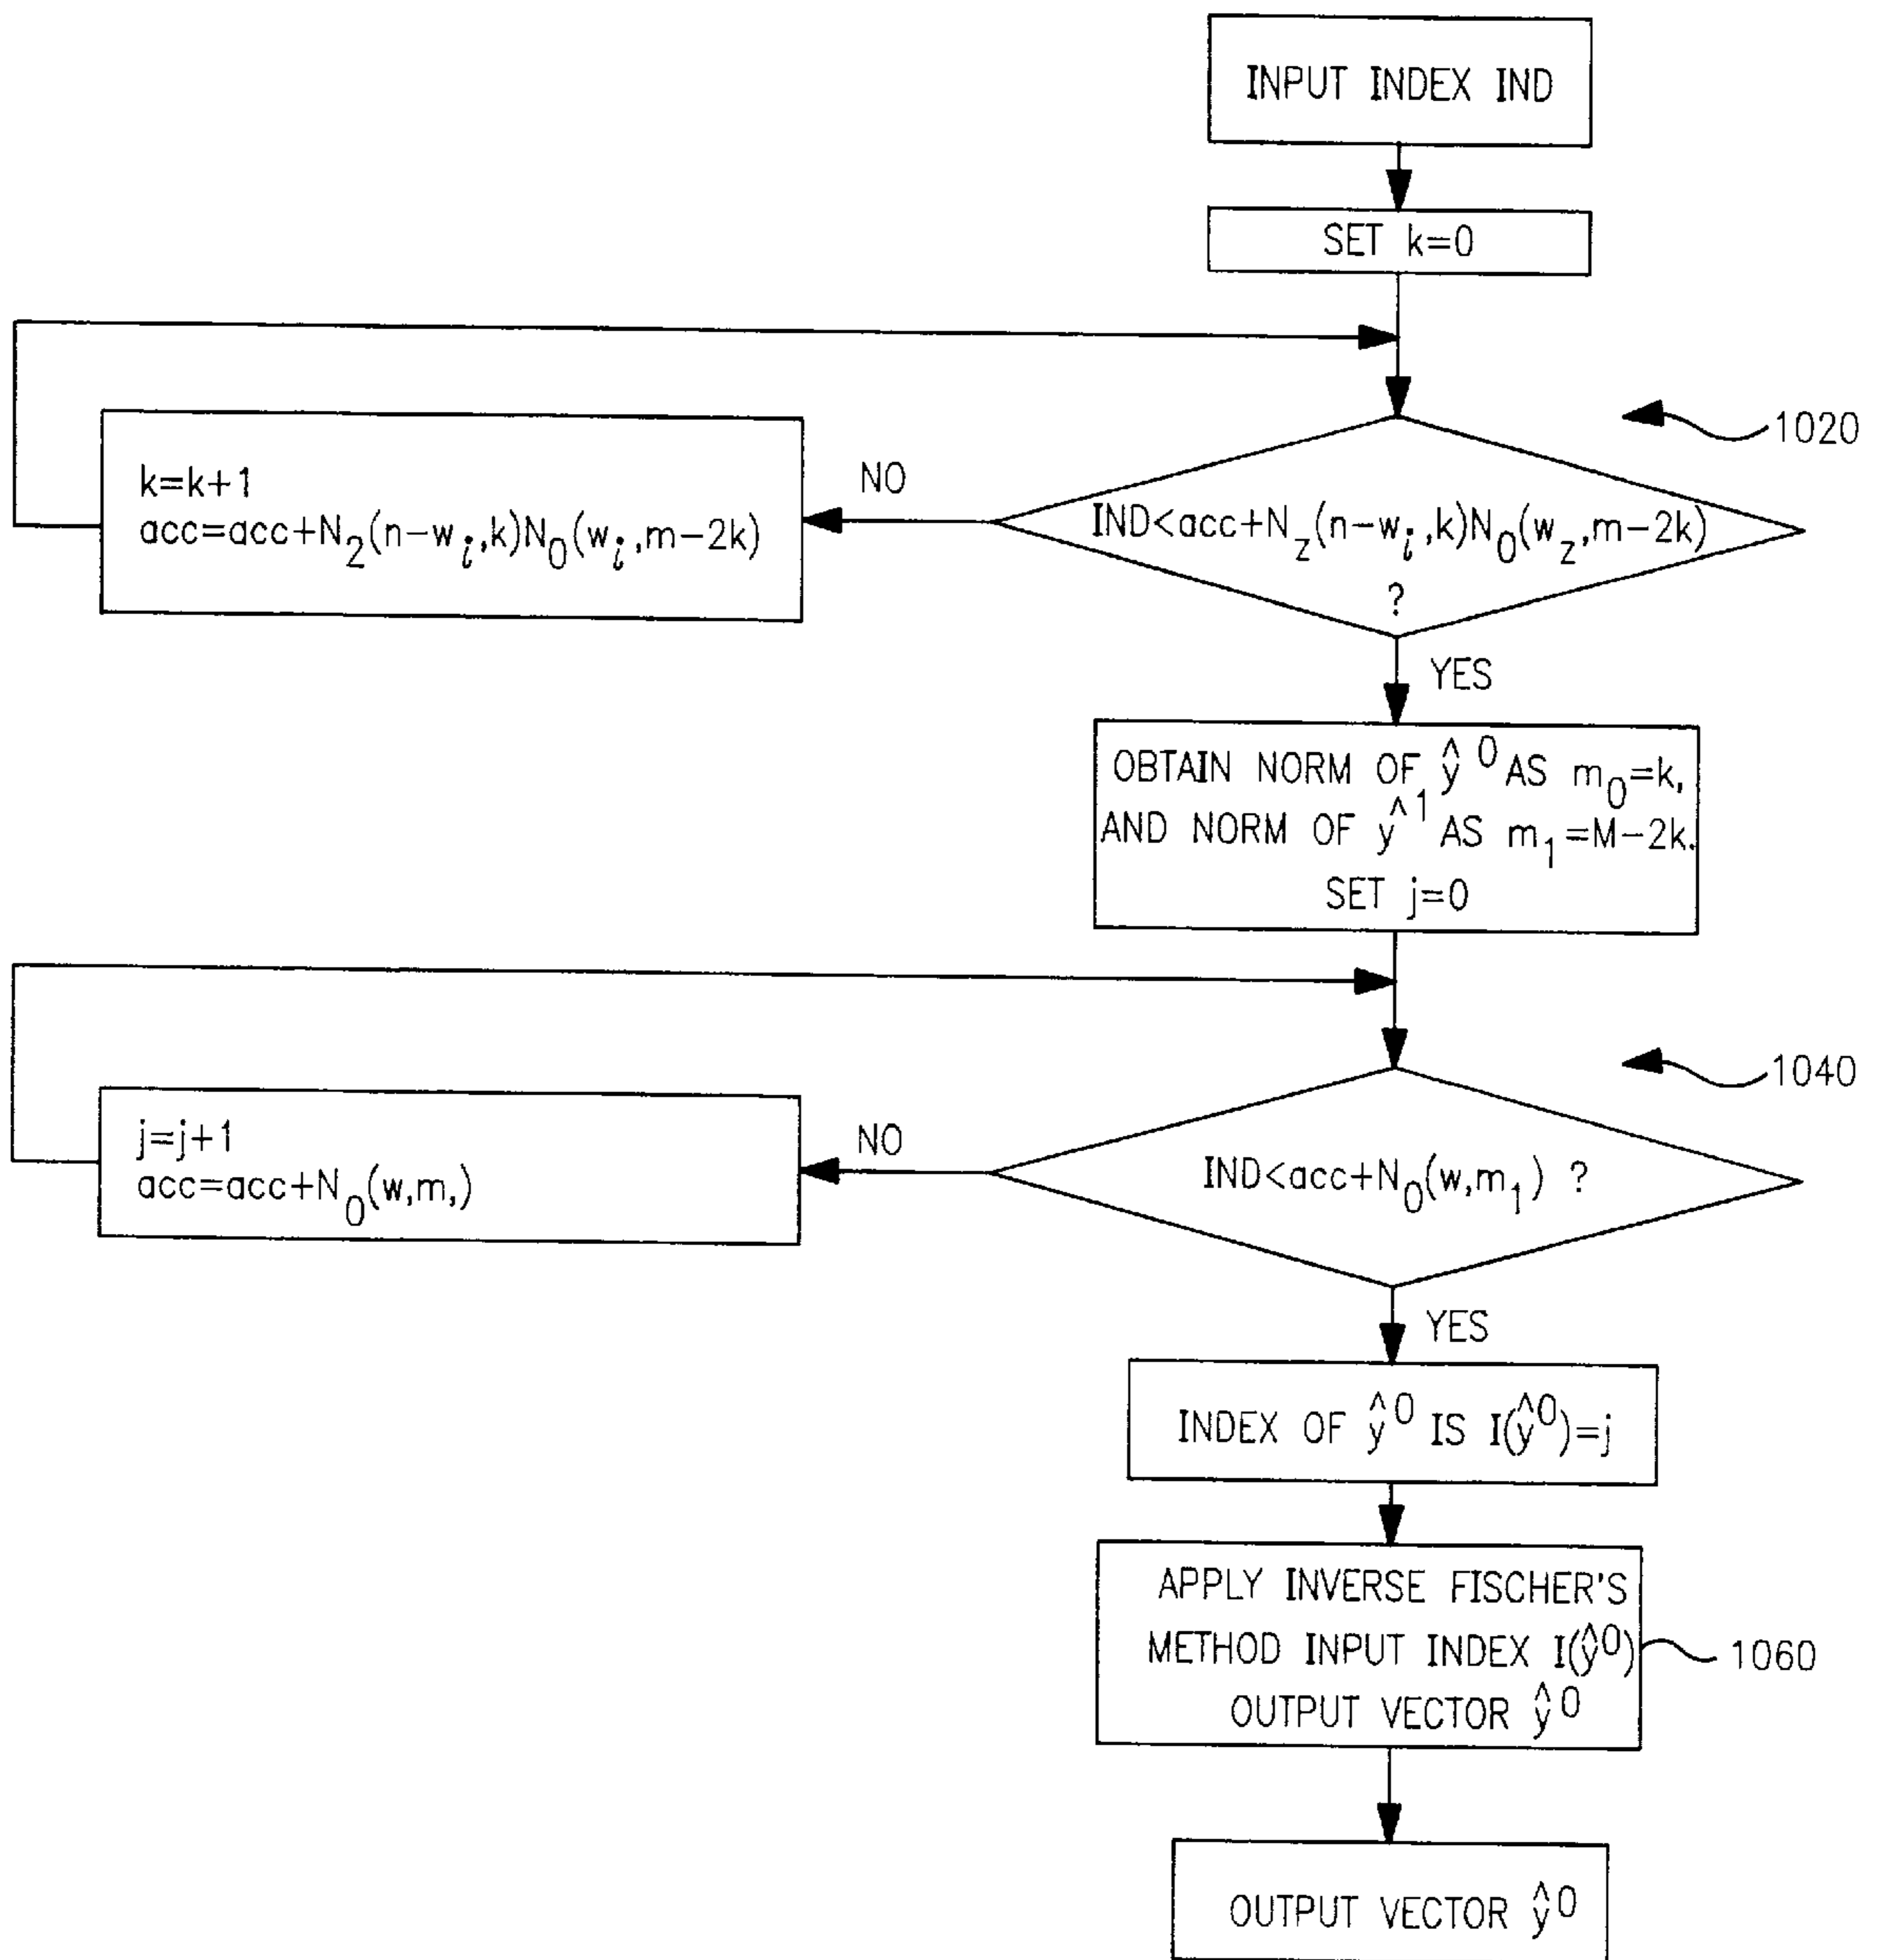 INPUT INDEX IND
SET k=0
1020
k=k+1
acc=acc+N₂(n-wᵢ,k)N₀(wᵢ,m-2k)
NO
IND<acc+N_z(n-wᵢ,k)N₀(w_z,m-2k)
?
YES
OBTAIN NORM OF ŷ⁰ AS m₀=k,
AND NORM OF y^¹ AS m₁=M-2k.
SET j=0
1040
j=j+1
acc=acc+N₀(w,m,)
NO
IND<acc+N₀(w,m₁) ?
YES
INDEX OF ŷ⁰ IS I(ŷ⁰)=j
APPLY INVERSE FISCHER'S
METHOD INPUT INDEX I(ŷ⁰)
OUTPUT VECTOR ŷ⁰
1060
OUTPUT VECTOR ŷ⁰